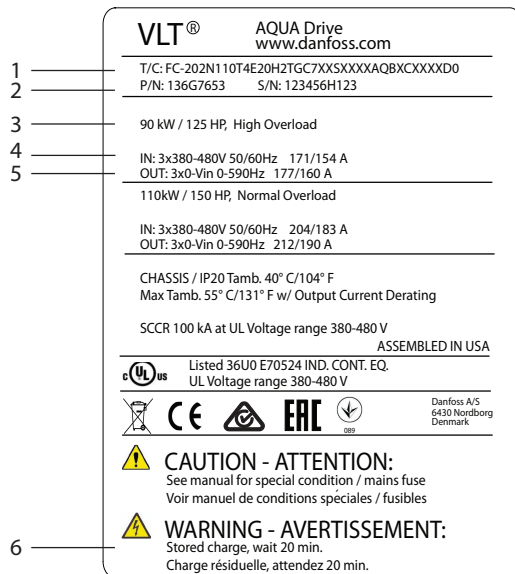 VLT® AQUA Drive
www.danfoss.com
1 T/C: FC-202N110T4E20H2TGC7XXSXXXXAQBXCXXXXD0
2 P/N: 136G7653 S/N: 123456H123
3 90 kW / 125 HP, High Overload
4 IN: 3x380-480V 50/60Hz 171/154 A
5 OUT: 3x0-Vin 0-590Hz 177/160 A
110kW / 150 HP, Normal Overload
IN: 3x380-480V 50/60Hz 204/183 A
OUT: 3x0-Vin 0-590Hz 212/190 A
CHASSIS / IP20 Tamb. 40° C/104° F
Max Tamb. 55° C/131° F w/ Output Current Derating
SCCR 100 kA at UL Voltage range 380-480 V
ASSEMBLED IN USA
c UL us Listed 36U0 E70524 IND. CONT. EQ.
UL Voltage range 380-480 V
CE EAC 089
Danfoss A/S
6430 Nordborg
Denmark
CAUTION - ATTENTION:
See manual for special condition / mains fuse
Voir manuel de conditions spéciales / fusibles
WARNING - AVERTISSEMENT:
6 Stored charge, wait 20 min.
Charge résiduelle, attendez 20 min.